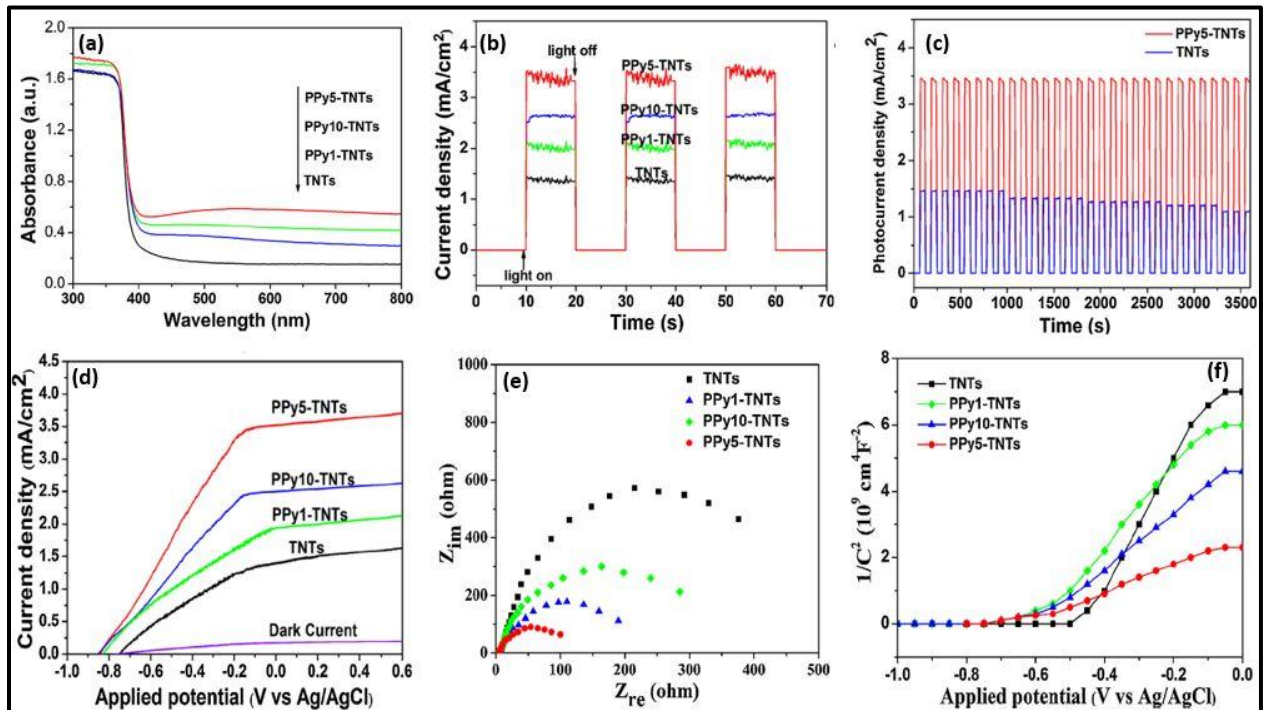 (a)
2.0
1.6
1.2
0.8
0.4
0.0
Absorbance (a.u.)
PPy5-TNTs
PPy10-TNTs
PPy1-TNTs
TNTs
300 400 500 600 700 800
Wavelength (nm)
(b)
4
3
2
1
0
Current density (mA/cm²)
light off
PPy5-TNTs
PPy10-TNTs
PPy1-TNTs
TNTs
light on
0 10 20 30 40 50 60 70
Time (s)
(c)
PPy5-TNTs
TNTs
4
3
2
1
0
Photocurrent density (mA/cm²)
0 500 1000 1500 2000 2500 3000 3500
Time (s)
(d)
4.5
4.0
3.5
3.0
2.5
2.0
1.5
1.0
0.5
0.0
Current density (mA/cm²)
PPy5-TNTs
PPy10-TNTs
PPy1-TNTs
TNTs
Dark Current
-1.0 -0.8 -0.6 -0.4 -0.2 0.0 0.2 0.4 0.6
Applied potential (V vs Ag/AgCl)
(e)
1000
800
600
400
200
0
Zim (ohm)
TNTs
PPy1-TNTs
PPy10-TNTs
PPy5-TNTs
0 100 200 300 400 500
Zre (ohm)
(f)
TNTs
PPy1-TNTs
PPy10-TNTs
PPy5-TNTs
8
6
4
2
0
1/C² (10⁹ cm⁴F⁻²)
-1.0 -0.8 -0.6 -0.4 -0.2 0.0
Applied potential (V vs Ag/AgCl)